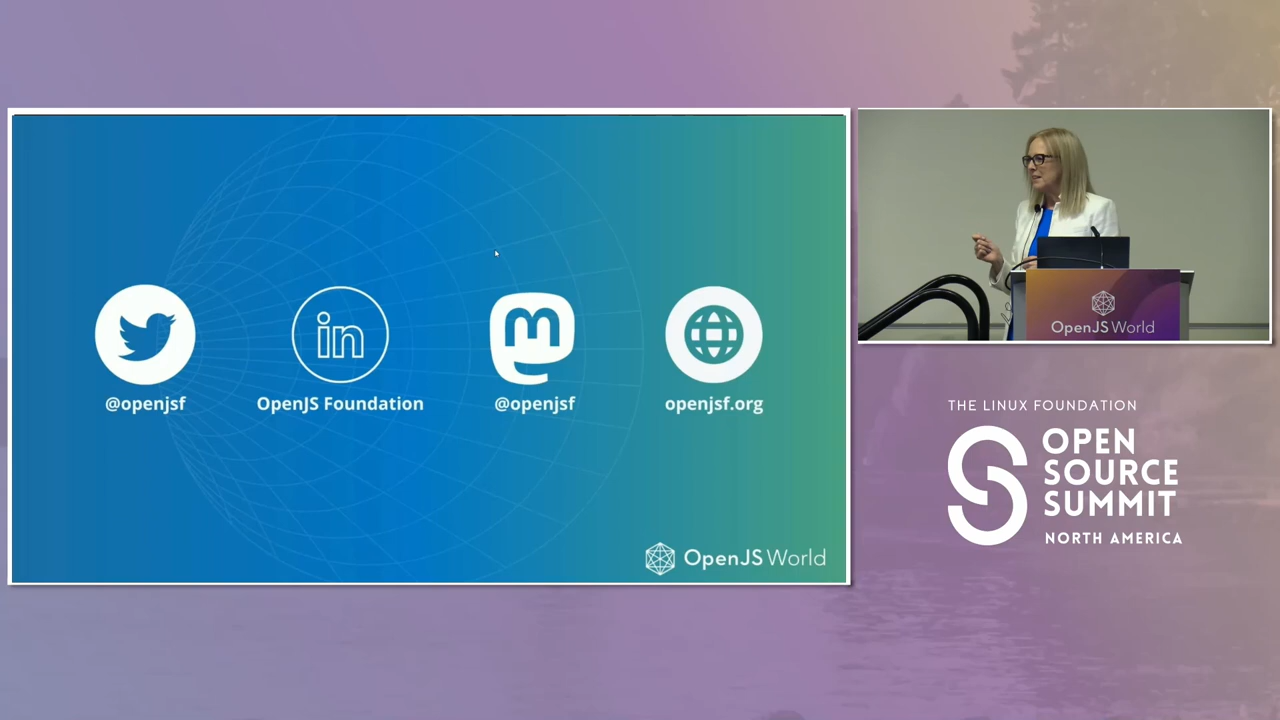 @openjsf
OpenJS Foundation
@openjsf
openjsf.org
OpenJS World
OpenJS World
THE LINUX FOUNDATION
OPEN
SOURCE
SUMMIT
NORTH AMERICA